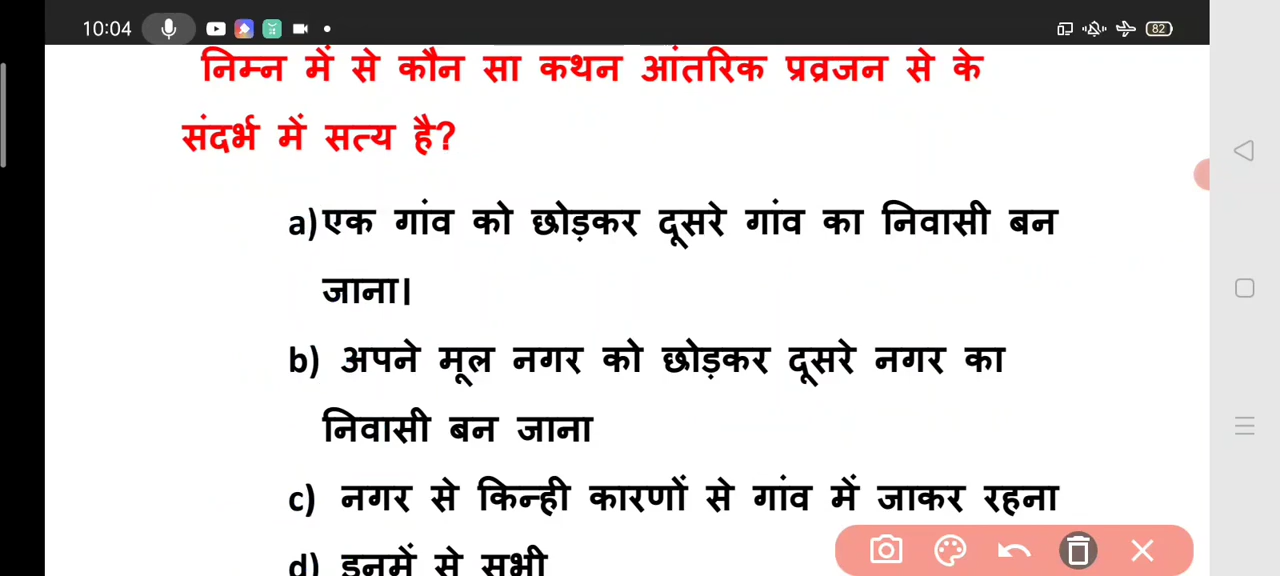 10:04
82
निम्न में से कौन सा कथन आंतरिक प्रव्रजन से के
संदर्भ में सत्य है?
a)एक गांव को छोड़कर दूसरे गांव का निवासी बन
जाना।
b) अपने मूल नगर को छोड़कर दूसरे नगर का
निवासी बन जाना
c) नगर से किन्ही कारणों से गांव में जाकर रहना
d) इनमें से सभी